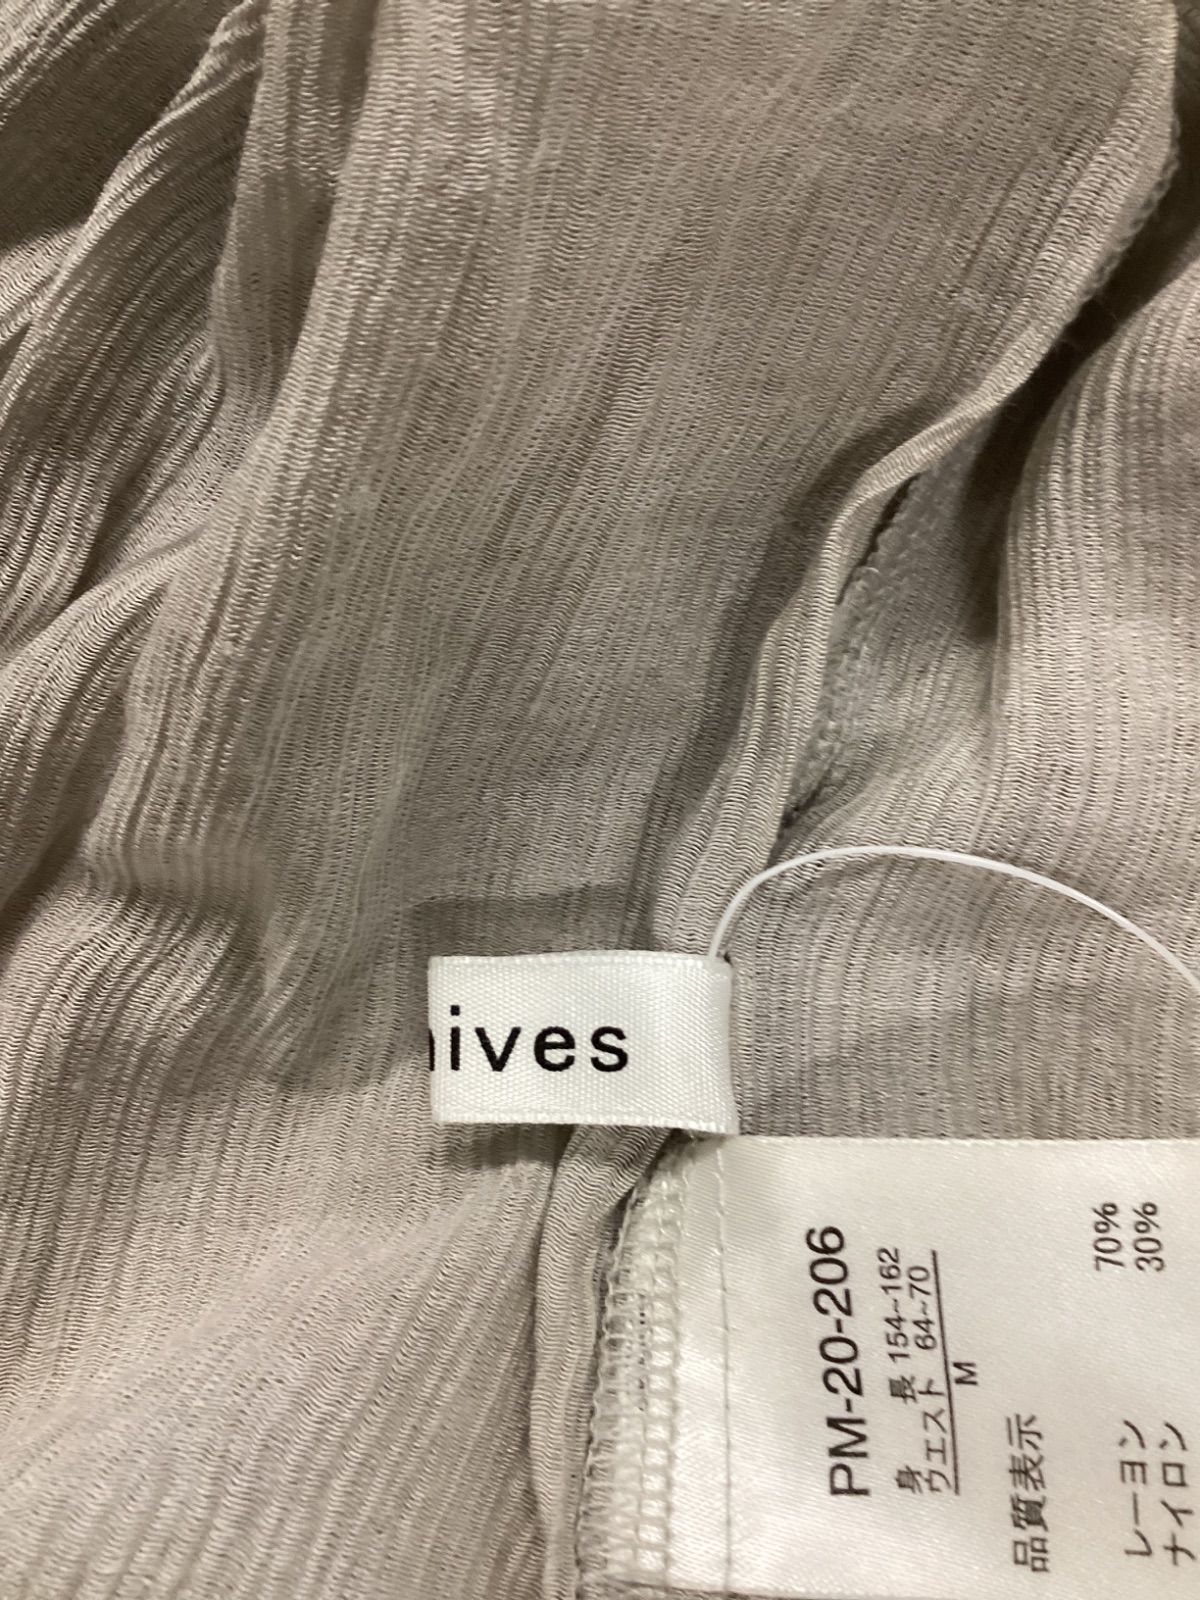 ives
PM-20-206
身 長 154~162
ウエスト 64~70
M
品質表示
レーヨン 70%
ナイロン 30%